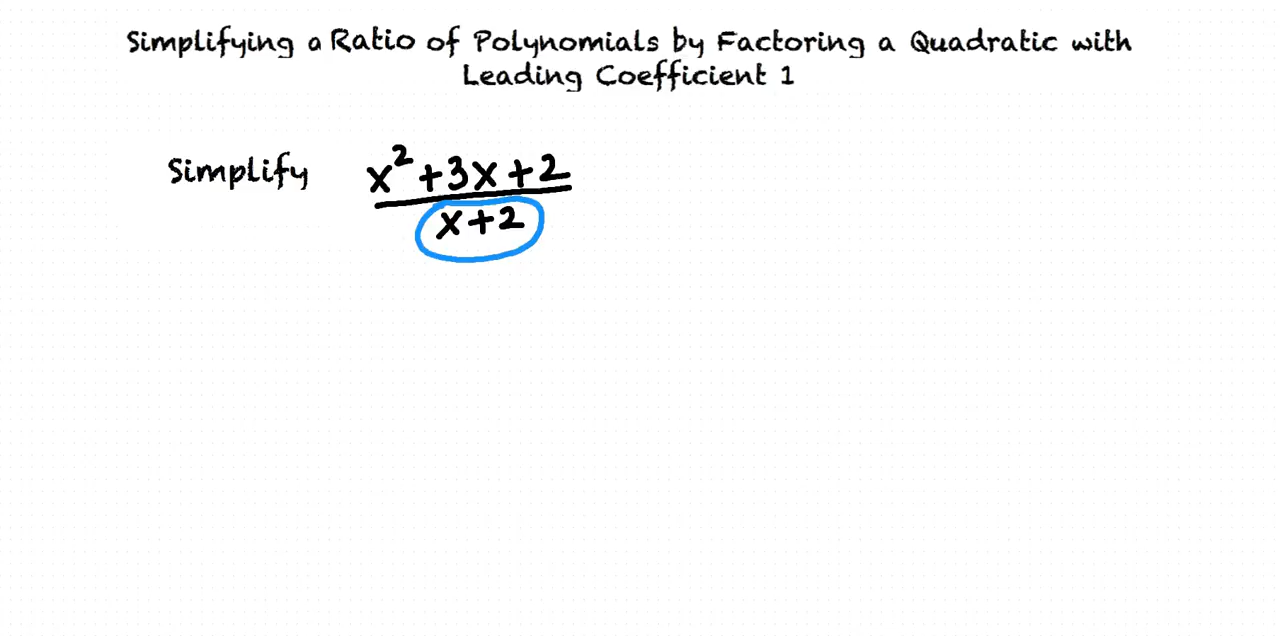 Simplifying a Ratio of Polynomials by Factoring a Quadratic with
Leading Coefficient 1
Simplify x²+3x+2
x+2